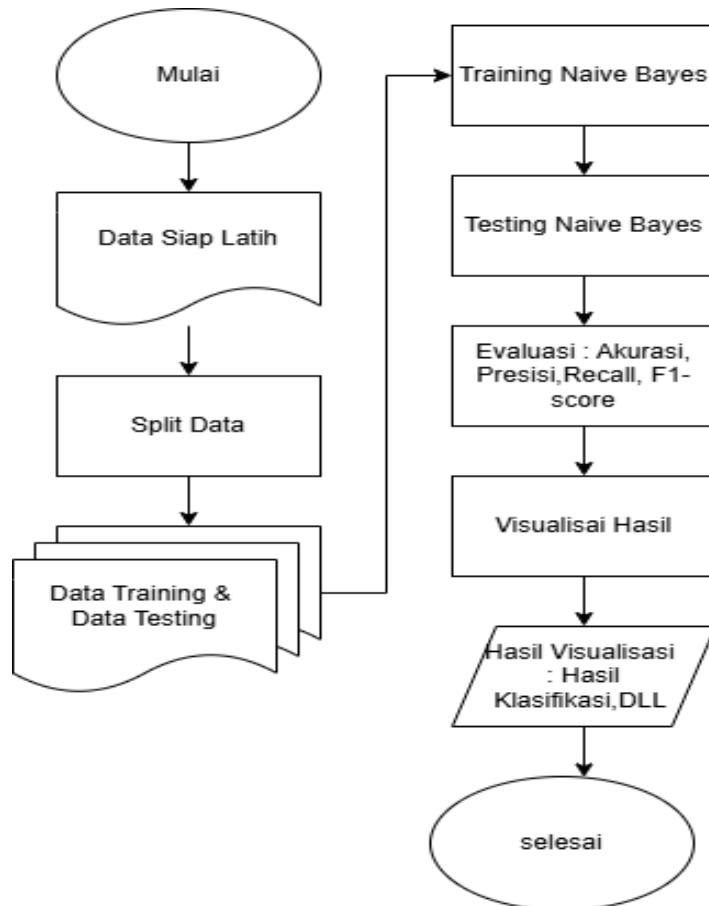 Mulai
Data Siap Latih
Split Data
Data Training &
Data Testing
Training Naive Bayes
Testing Naive Bayes
Evaluasi : Akurasi,
Presisi,Recall, F1-
score
Visualisai Hasil
Hasil Visualisasi
: Hasil
Klasifikasi,DLL
selesai